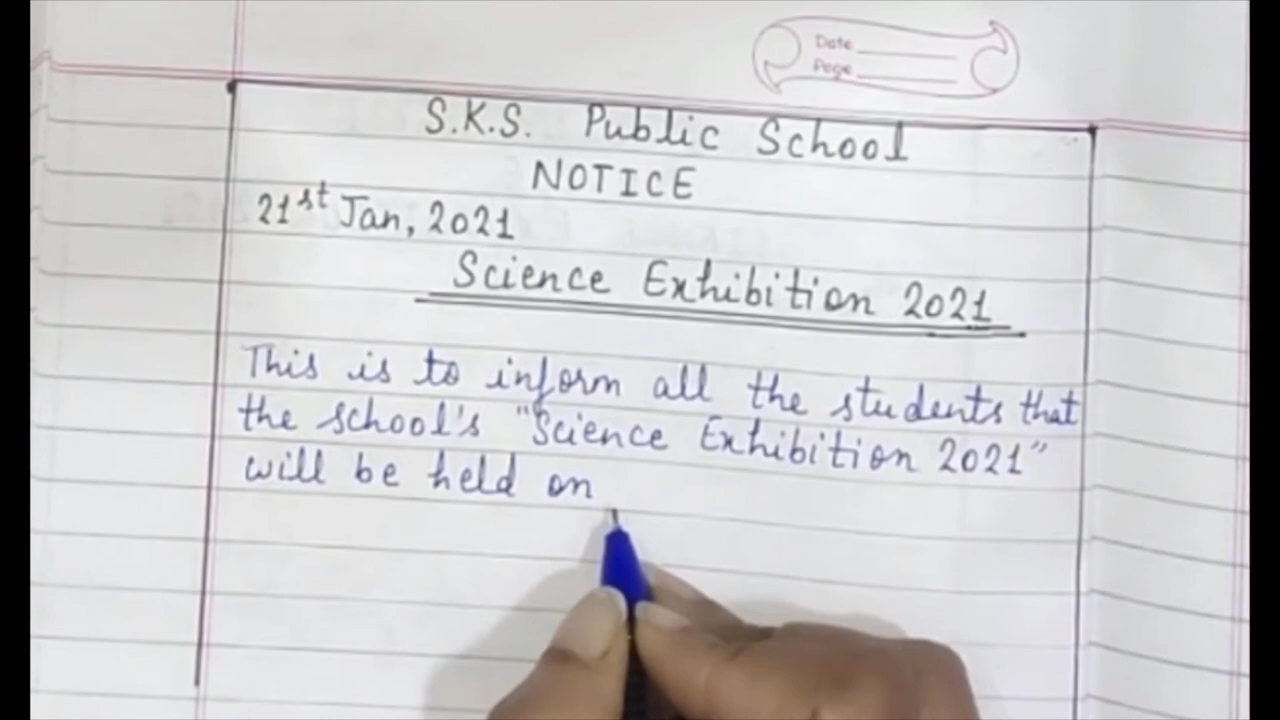 Date
Page
S.K.S. Public School
NOTICE
21st Jan, 2021
Science Exhibition 2021
This is to inform all the students that
the school's "Science Exhibition 2021"
will be held on